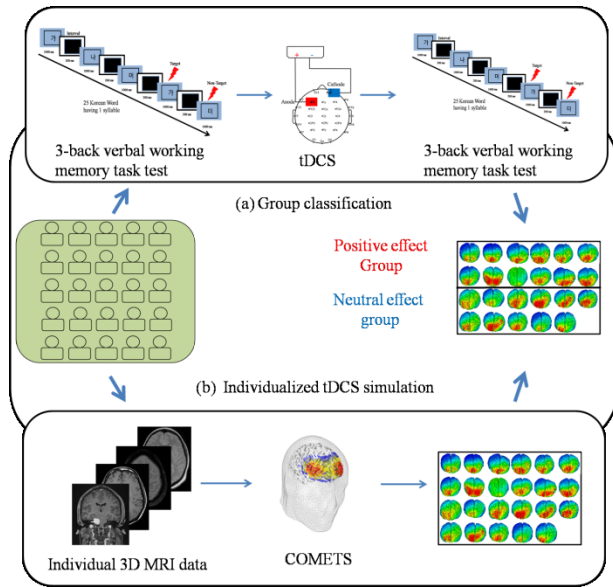 Interval
Target
Non-Target
25 Korean Word
having 1 syllable
3-back verbal working
memory task test
+ -
Cathode
Anode
tDCS
Interval
Target
Non-Target
25 Korean Word
having 1 syllable
3-back verbal working
memory task test
(a) Group classification
Positive effect
Group
Neutral effect
group
(b) Individualized tDCS simulation
Individual 3D MRI data
COMETS